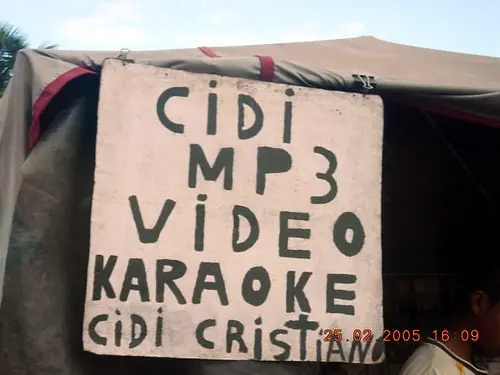 CiDi
MP3
ViDEO
KARAOKE
CiDi CRiSTiANO
25.02.2005 16:09